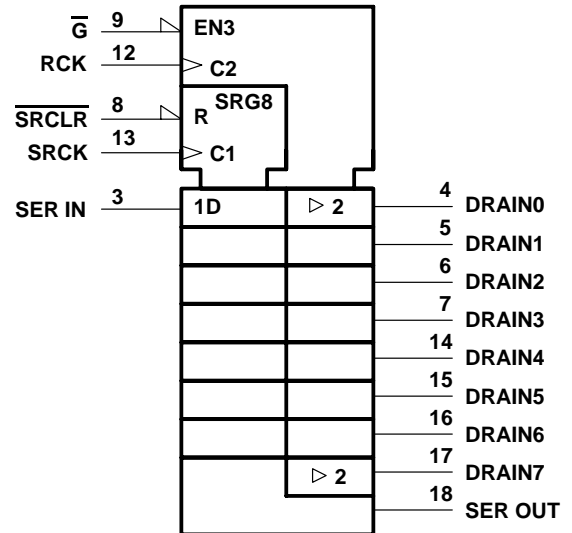 G̅ 9 EN3
RCK 12 C2
SRG8
S̅R̅C̅L̅R̅ 8 R
SRCK 13 C1
SER IN 3 1D 2 4 DRAIN0
5 DRAIN1
6 DRAIN2
7 DRAIN3
14 DRAIN4
15 DRAIN5
16 DRAIN6
2 17 DRAIN7
18 SER OUT